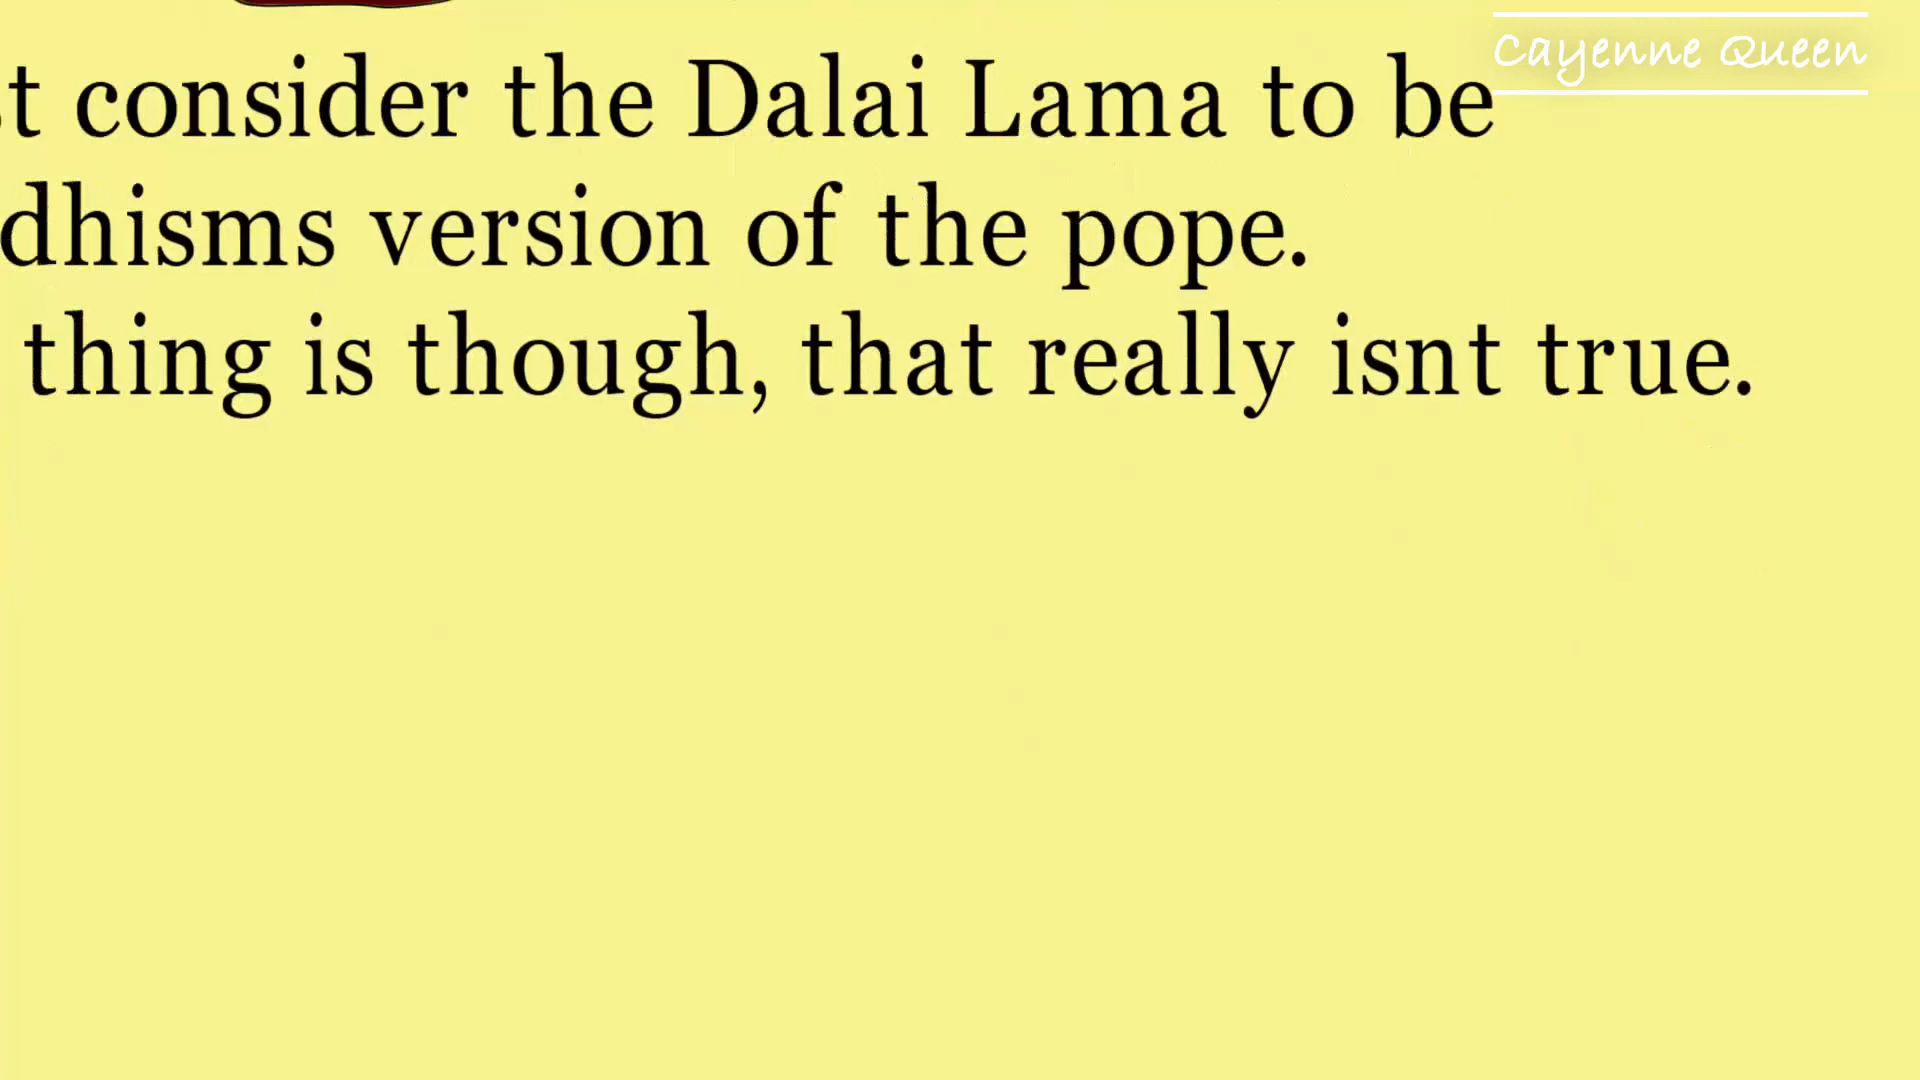 Cayenne Queen
t consider the Dalai Lama to be
dhisms version of the pope.
thing is though, that really isnt true.